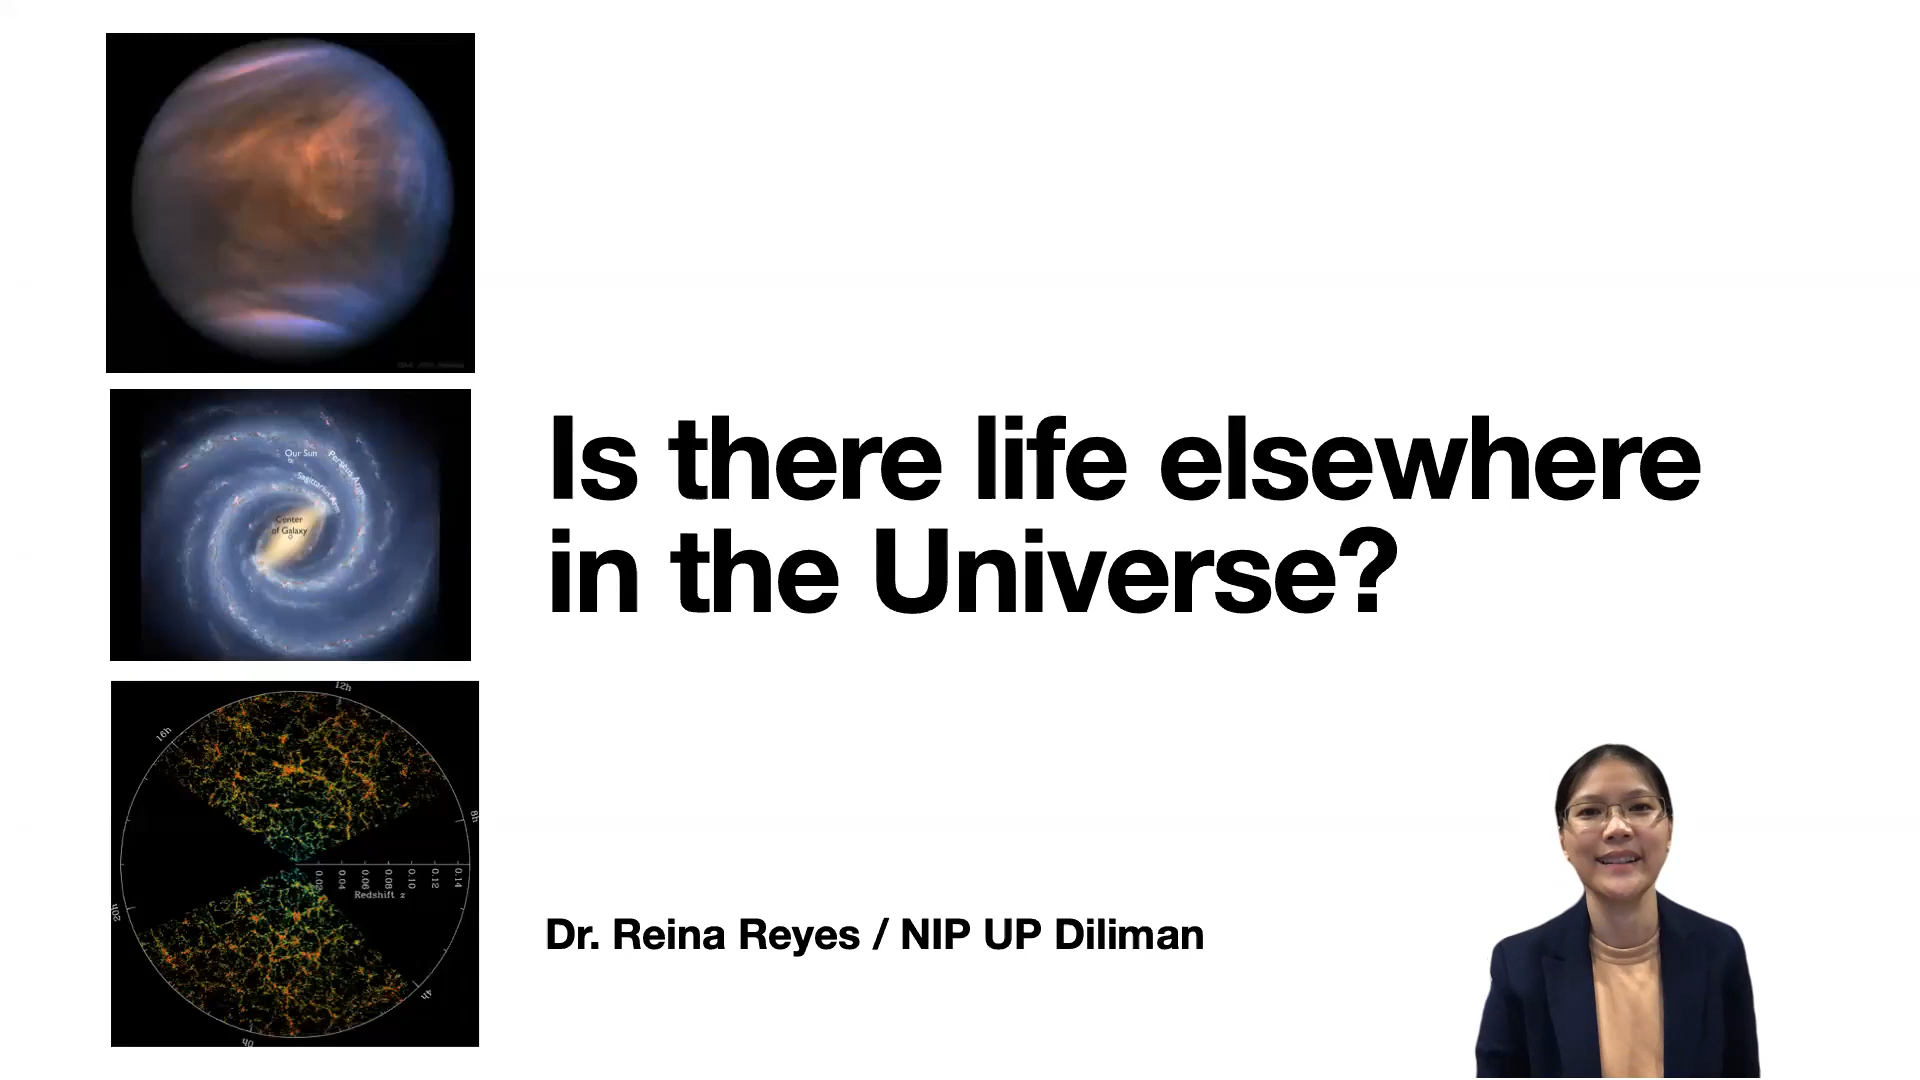 Our Sun
Perseus Arm
Sagittarius Arm
Center
of Galaxy
Is there life elsewhere
in the Universe?
12h
16h
8h
0.02
0.04
0.06
0.08
0.10
0.12
0.14
Redshift z
20h
4h
0h
Dr. Reina Reyes / NIP UP Diliman